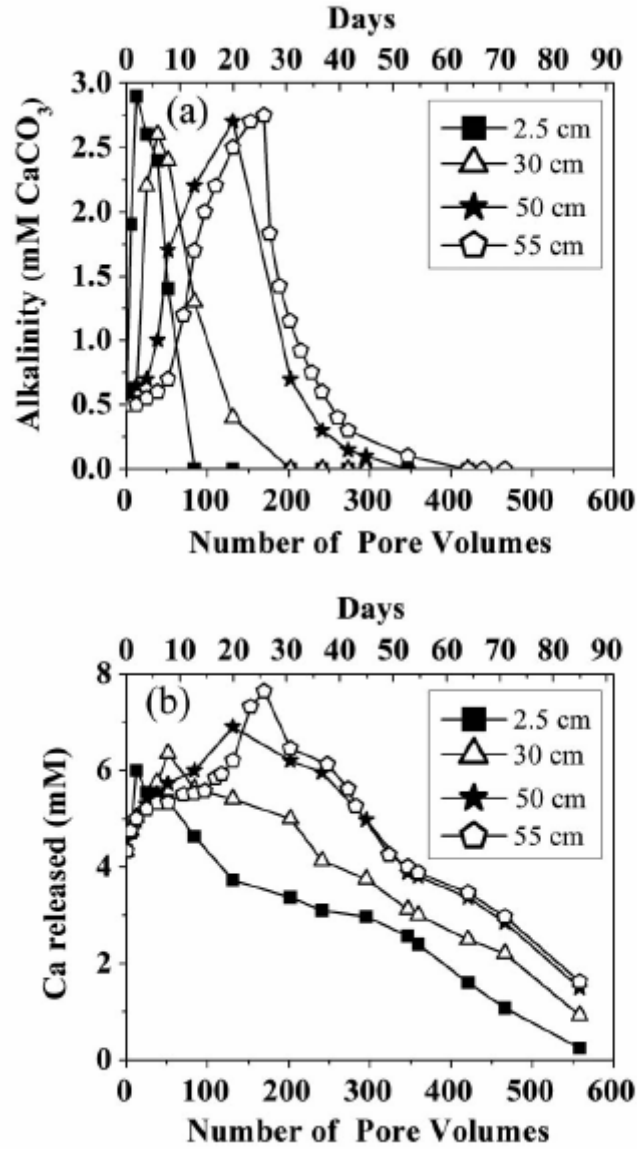 Days
0 10 20 30 40 50 60 70 80 90
3.0
2.5
2.0
1.5
1.0
0.5
0.0
Alkalinity (mM CaCO₃)
(a)
2.5 cm
30 cm
50 cm
55 cm
0 100 200 300 400 500 600
Number of Pore Volumes
Days
0 10 20 30 40 50 60 70 80 90
8
6
4
2
0
Ca released (mM)
(b)
2.5 cm
30 cm
50 cm
55 cm
0 100 200 300 400 500 600
Number of Pore Volumes